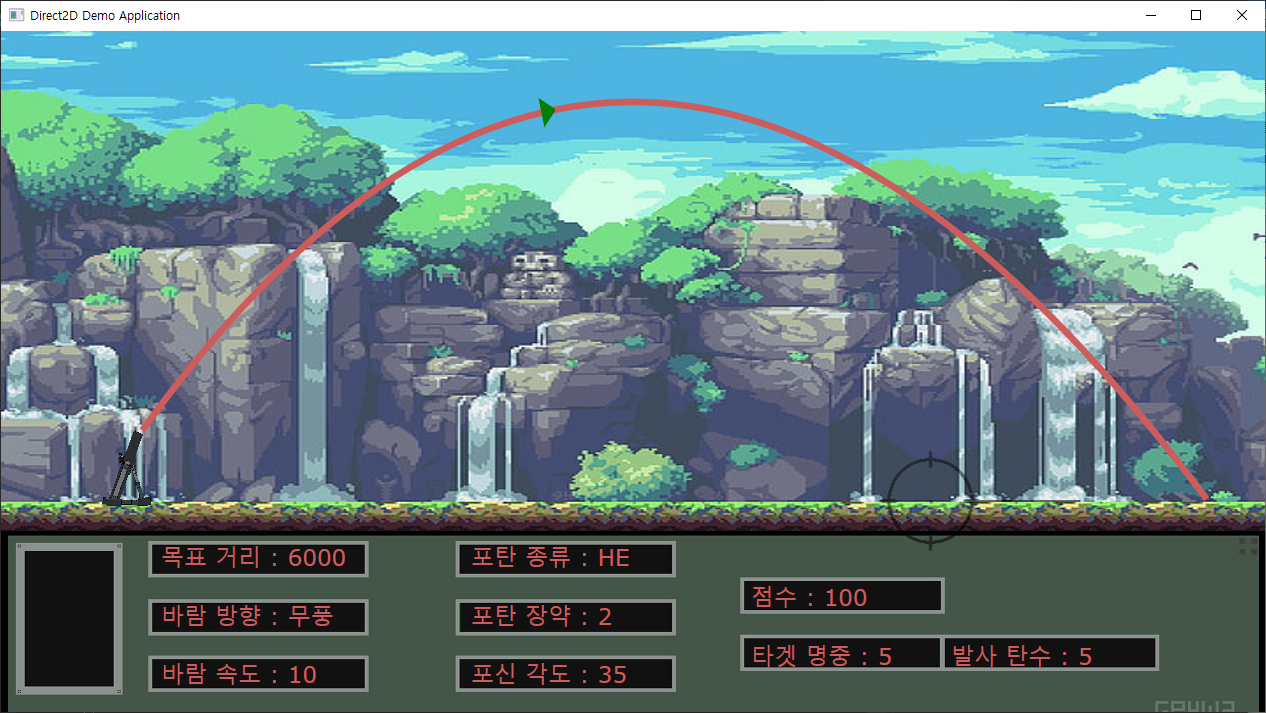 Direct2D Demo Application
목표 거리 : 6000
포탄 종류 : HE
점수 : 100
바람 방향 : 무풍
포탄 장약 : 2
타겟 명중 : 5
발사 탄수 : 5
바람 속도 : 10
포신 각도 : 35